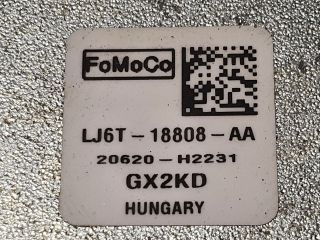 FoMoCo
LJ6T-18808-AA
20620-H2231
GX2KD
HUNGARY